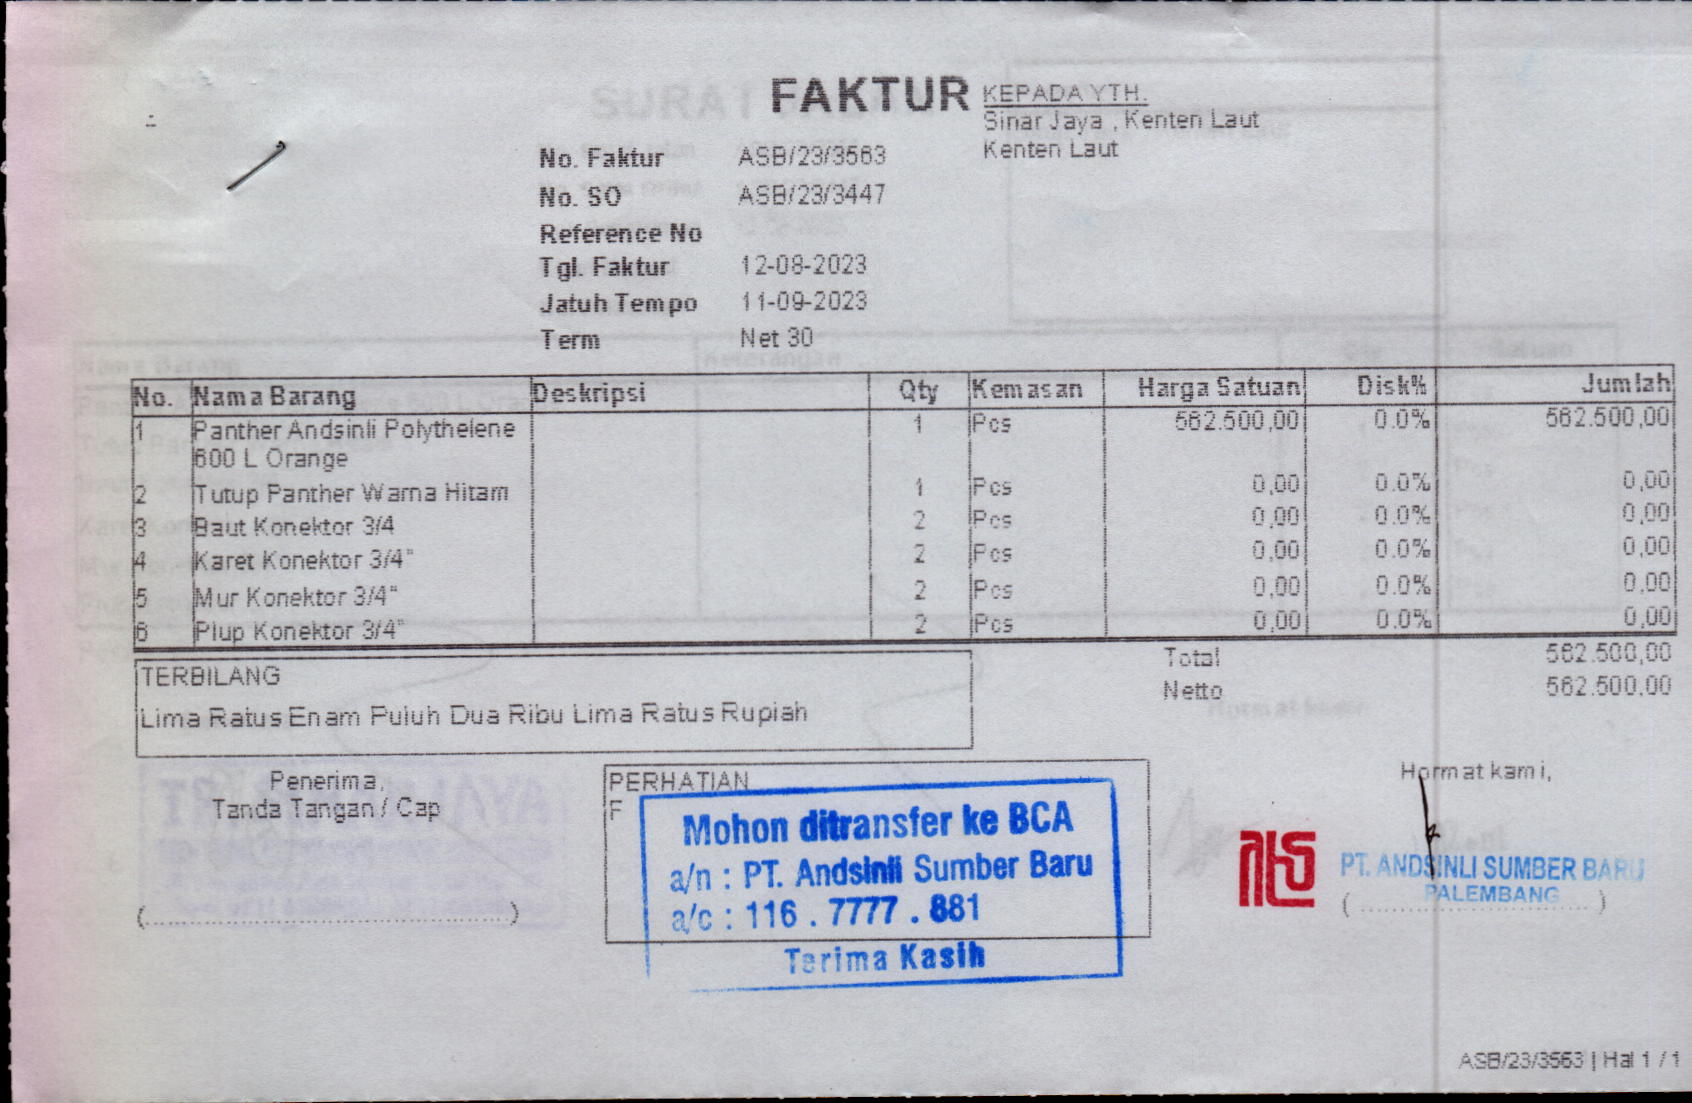 FAKTUR
KEPADA YTH.
Sinar Jaya , Kenten Laut
Kenten Laut
No. Faktur ASB/23/3563
No. SO ASB/23/3447
Reference No
Tgl. Faktur 12-08-2023
Jatuh Tempo 11-09-2023
Term Net 30
No. Nama Barang Deskripsi Qty Kemasan Harga Satuan Disk% Jumlah
1 Panther Andsinli Polythelene 1 Pcs 562.500,00 0.0% 562.500,00
600 L Orange
2 Tutup Panther Warna Hitam 1 Pcs 0,00 0.0% 0,00
3 Baut Konektor 3/4 2 Pcs 0,00 0.0% 0,00
4 Karet Konektor 3/4" 2 Pcs 0,00 0.0% 0,00
5 Mur Konektor 3/4" 2 Pcs 0,00 0.0% 0,00
6 Plup Konektor 3/4" 2 Pcs 0,00 0.0% 0,00
Total 562.500,00
Netto 562.500,00
TERBILANG
Lima Ratus Enam Puluh Dua Ribu Lima Ratus Rupiah
Penerima,
Tanda Tangan / Cap
(................................................)
PERHATIAN
F
Mohon ditransfer ke BCA
a/n : PT. Andsinli Sumber Baru
a/c : 116 . 7777 . 881
Terima Kasih
Hormat kami,
PT. ANDSINLI SUMBER BARU
PALEMBANG
(................................)
ASB/23/3563 | Hal 1 / 1